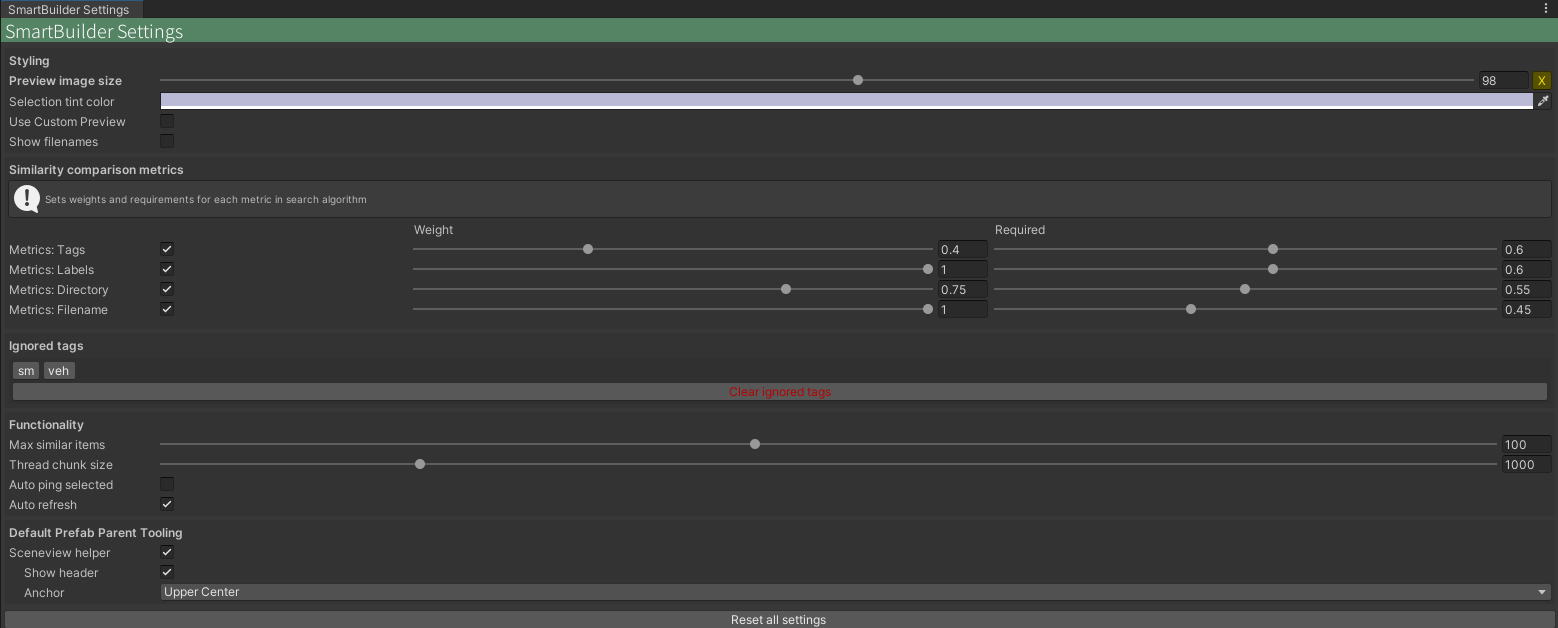 SmartBuilder Settings
SmartBuilder Settings
Styling
Preview image size 98 X
Selection tint color
Use Custom Preview
Show filenames
Similarity comparison metrics
Sets weights and requirements for each metric in search algorithm
Weight Required
Metrics: Tags 0.4 0.6
Metrics: Labels 1 0.6
Metrics: Directory 0.75 0.55
Metrics: Filename 1 0.45
Ignored tags
sm veh
Clear ignored tags
Functionality
Max similar items 100
Thread chunk size 1000
Auto ping selected
Auto refresh
Default Prefab Parent Tooling
Sceneview helper
Show header
Anchor Upper Center
Reset all settings